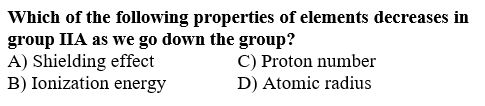 Which of the following properties of elements decreases in
group IIA as we go down the group?
A) Shielding effect C) Proton number
B) Ionization energy D) Atomic radius